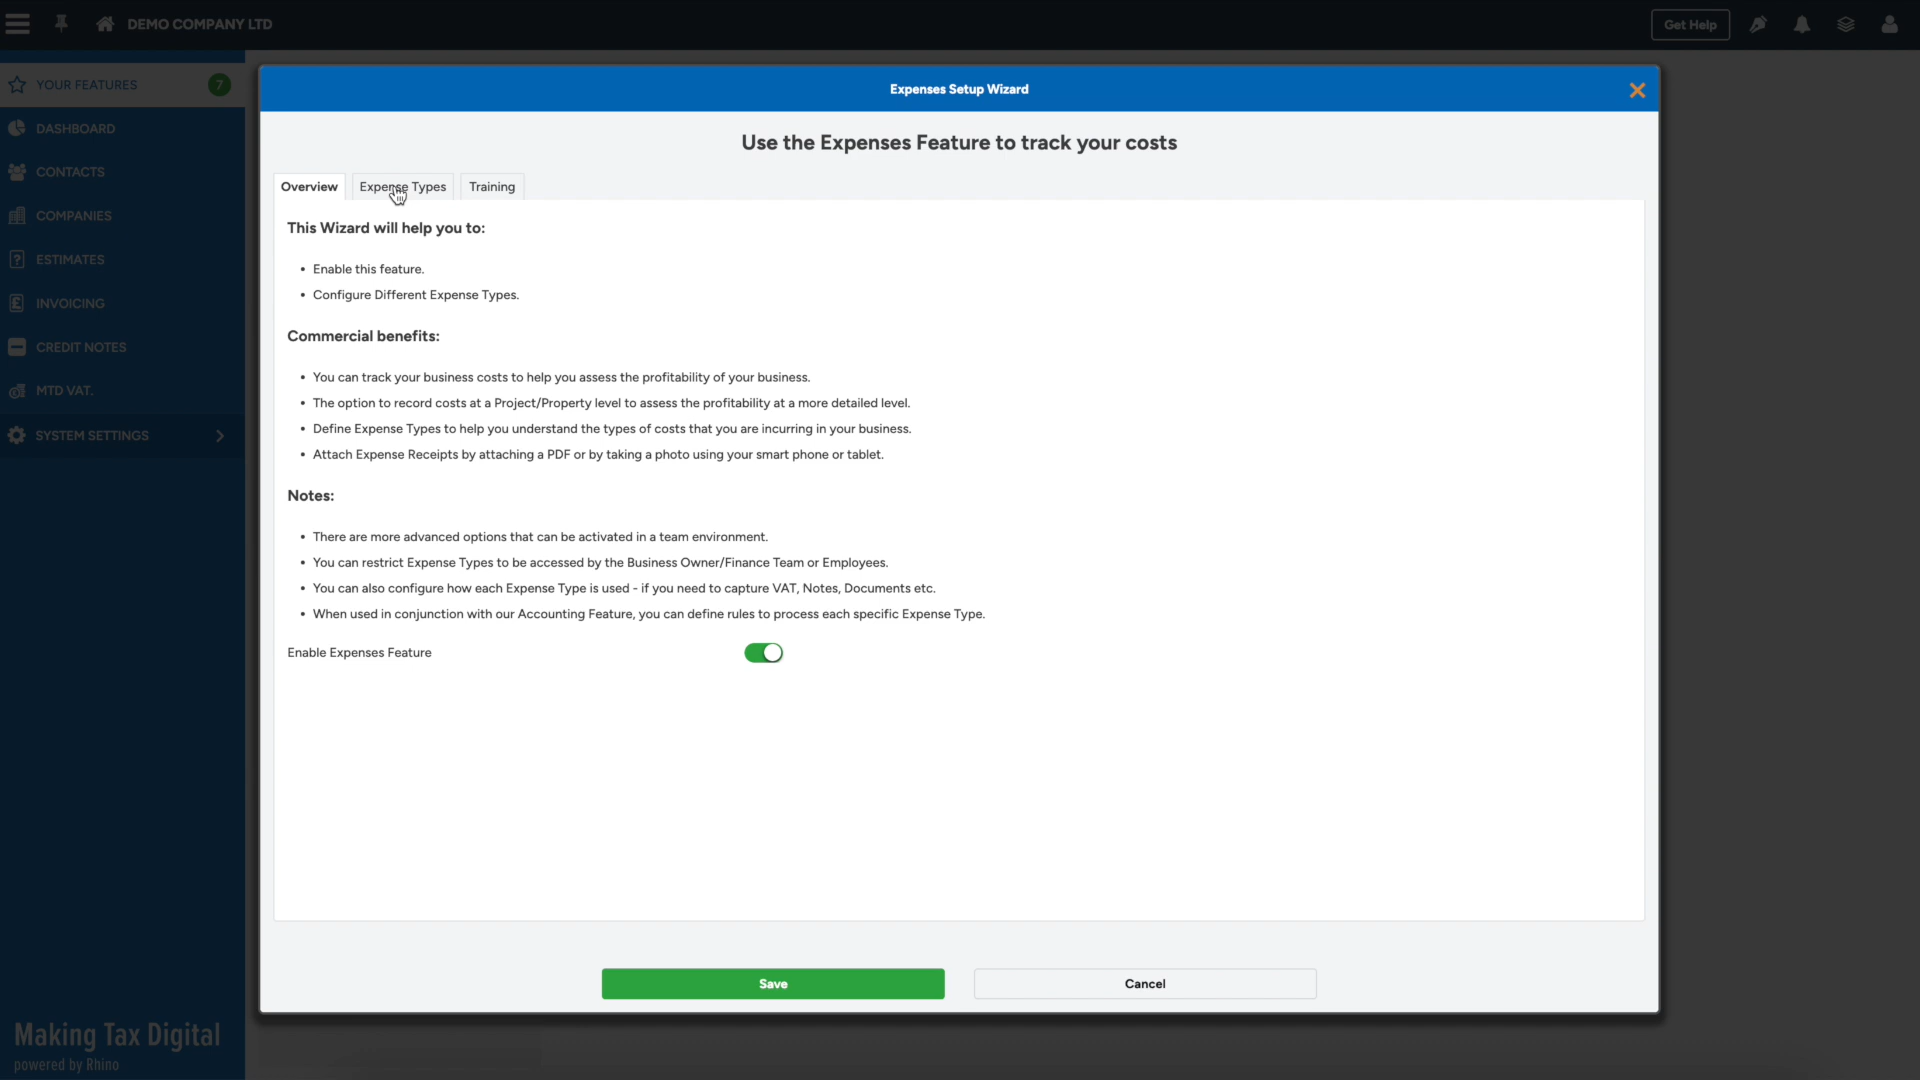 DEMO COMPANY LTD
Get Help
YOUR FEATURES
7
DASHBOARD
CONTACTS
COMPANIES
ESTIMATES
INVOICING
CREDIT NOTES
MTD VAT.
SYSTEM SETTINGS
Making Tax Digital
powered by Rhino
Expenses Setup Wizard
Use the Expenses Feature to track your costs
Overview
Expense Types
Training
This Wizard will help you to:
• Enable this feature.
• Configure Different Expense Types.
Commercial benefits:
• You can track your business costs to help you assess the profitability of your business.
• The option to record costs at a Project/Property level to assess the profitability at a more detailed level.
• Define Expense Types to help you understand the types of costs that you are incurring in your business.
• Attach Expense Receipts by attaching a PDF or by taking a photo using your smart phone or tablet.
Notes:
• There are more advanced options that can be activated in a team environment.
• You can restrict Expense Types to be accessed by the Business Owner/Finance Team or Employees.
• You can also configure how each Expense Type is used - if you need to capture VAT, Notes, Documents etc.
• When used in conjunction with our Accounting Feature, you can define rules to process each specific Expense Type.
Enable Expenses Feature
Save
Cancel